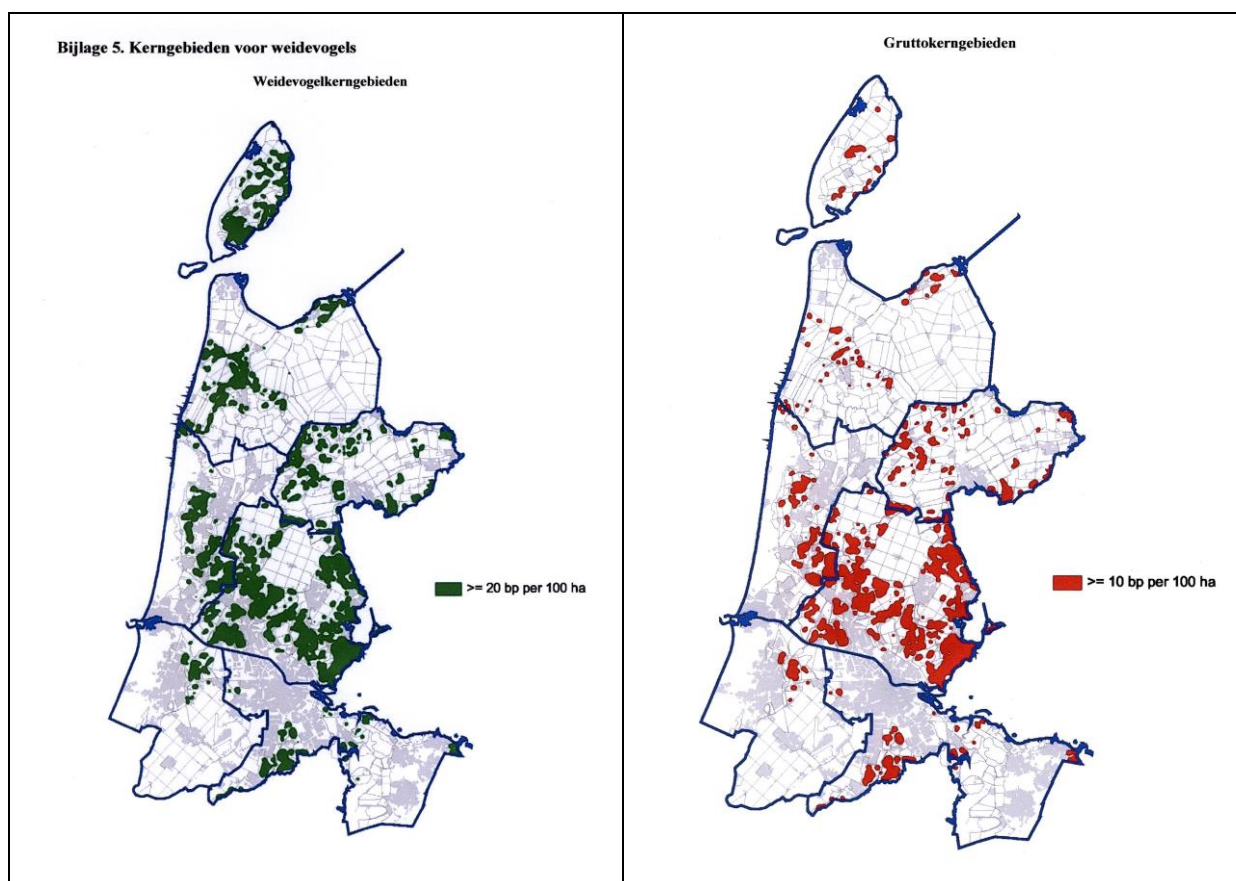 Bijlage 5. Kerngebieden voor weidevogels
Weidevogelkerngebieden
>= 20 bp per 100 ha
Gruttokerngebieden
>= 10 bp per 100 ha